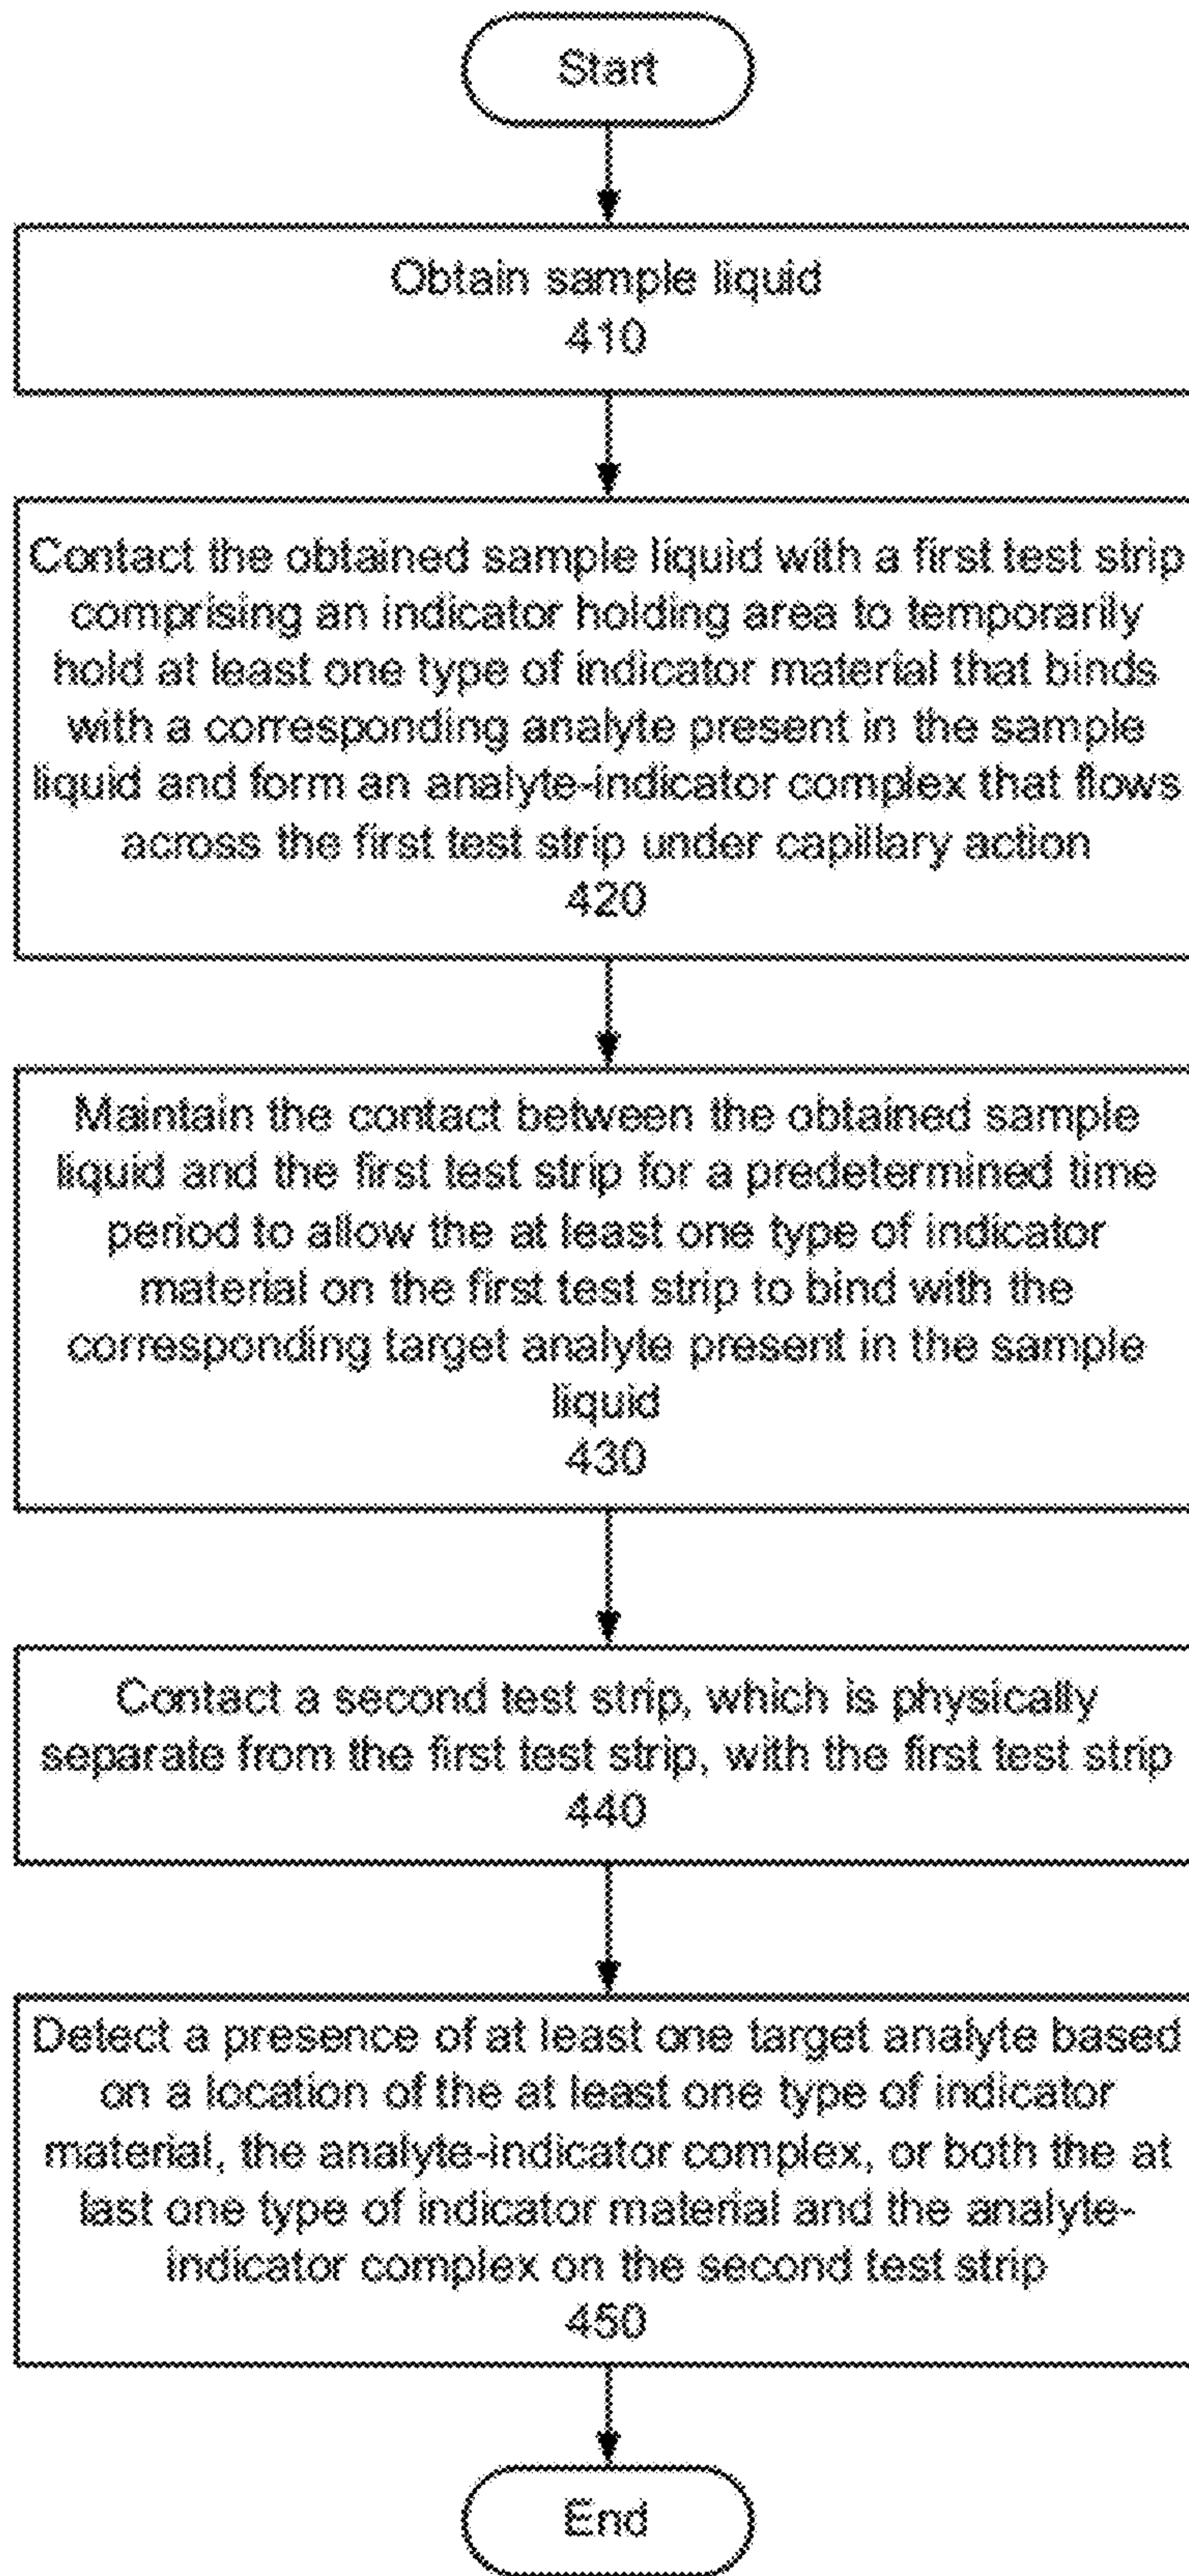 Start
Obtain sample liquid
410
Contact the obtained sample liquid with a first test strip
comprising an indicator holding area to temporarily
hold at least one type of indicator material that binds
with a corresponding analyte present in the sample
liquid and form an analyte-indicator complex that flows
across the first test strip under capillary action
420
Maintain the contact between the obtained sample
liquid and the first test strip for a predetermined time
period to allow the at least one type of indicator
material on the first test strip to bind with the
corresponding target analyte present in the sample
liquid
430
Contact a second test strip, which is physically
separate from the first test strip, with the first test strip
440
Detect a presence of at least one target analyte based
on a location of the at least one type of indicator
material, the analyte-indicator complex, or both the at
last one type of indicator material and the analyte-
indicator complex on the second test strip
450
End